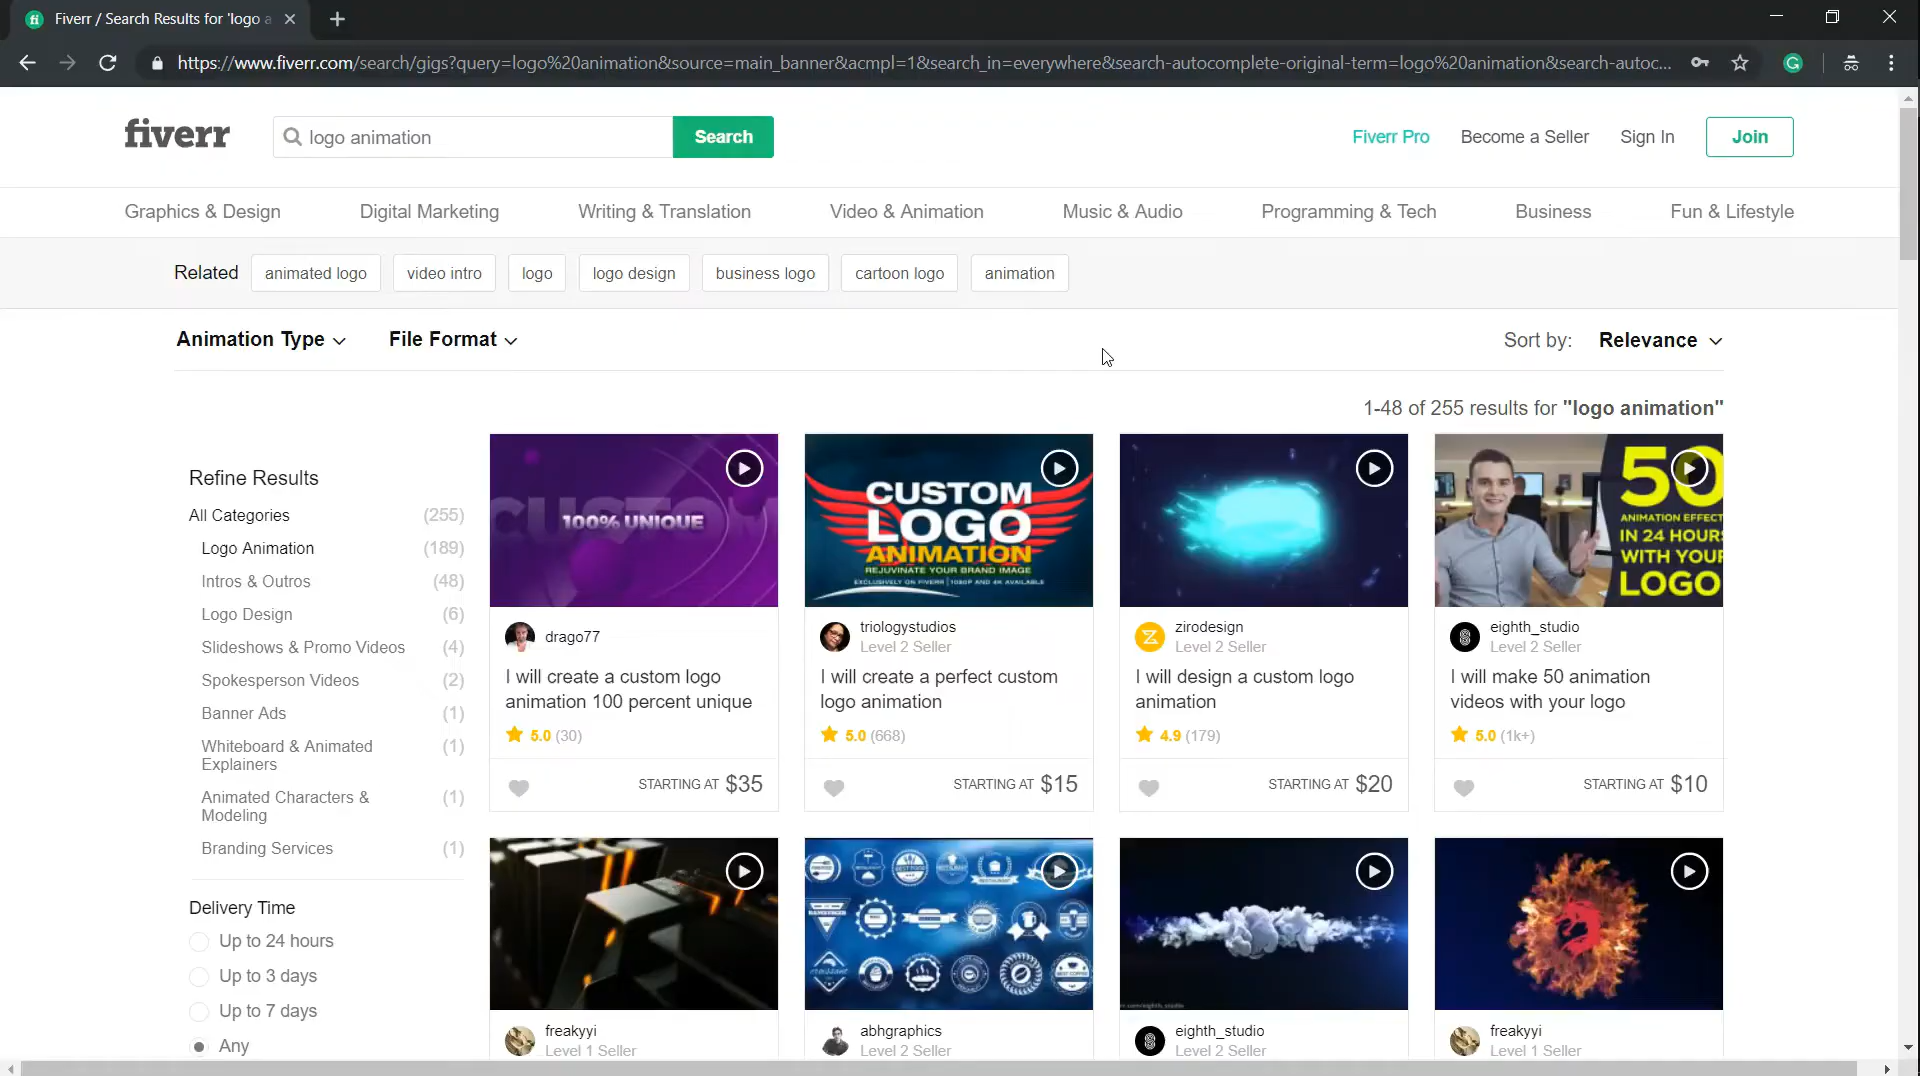 Fiverr / Search Results for 'logo a
https://www.fiverr.com/search/gigs?query=logo%20animation&source=main_banner&acmpl=1&search_in=everywhere&search-autocomplete-original-term=logo%20animation&search-autoc...
fiverr
logo animation
Search
Fiverr Pro
Become a Seller
Sign In
Join
Graphics & Design
Digital Marketing
Writing & Translation
Video & Animation
Music & Audio
Programming & Tech
Business
Fun & Lifestyle
Related
animated logo
video intro
logo
logo design
business logo
cartoon logo
animation
Animation Type
File Format
Sort by:
Relevance
1-48 of 255 results for "logo animation"
Refine Results
All Categories (255)
Logo Animation (189)
Intros & Outros (48)
Logo Design (6)
Slideshows & Promo Videos (4)
Spokesperson Videos (2)
Banner Ads (1)
Whiteboard & Animated (1)
Explainers
Animated Characters & (1)
Modeling
Branding Services (1)
Delivery Time
Up to 24 hours
Up to 3 days
Up to 7 days
Any
CUSTOM
100% UNIQUE
drago77
I will create a custom logo
animation 100 percent unique
5.0 (30)
STARTING AT $35
CUSTOM
LOGO
ANIMATION
REJUVINATE YOUR BRAND IMAGE
EXCLUSIVELY ON FIVERR | 1080P AND 4K AVAILABLE
triologystudios
Level 2 Seller
I will create a perfect custom
logo animation
5.0 (668)
STARTING AT $15
zirodesign
Level 2 Seller
I will design a custom logo
animation
4.9 (179)
STARTING AT $20
50
ANIMATION EFFECT
IN 24 HOURS
WITH YOUR
LOGO
eighth_studio
Level 2 Seller
I will make 50 animation
videos with your logo
5.0 (1k+)
STARTING AT $10
freakyyi
Level 1 Seller
abhgraphics
Level 2 Seller
eighth_studio
Level 2 Seller
freakyyi
Level 1 Seller